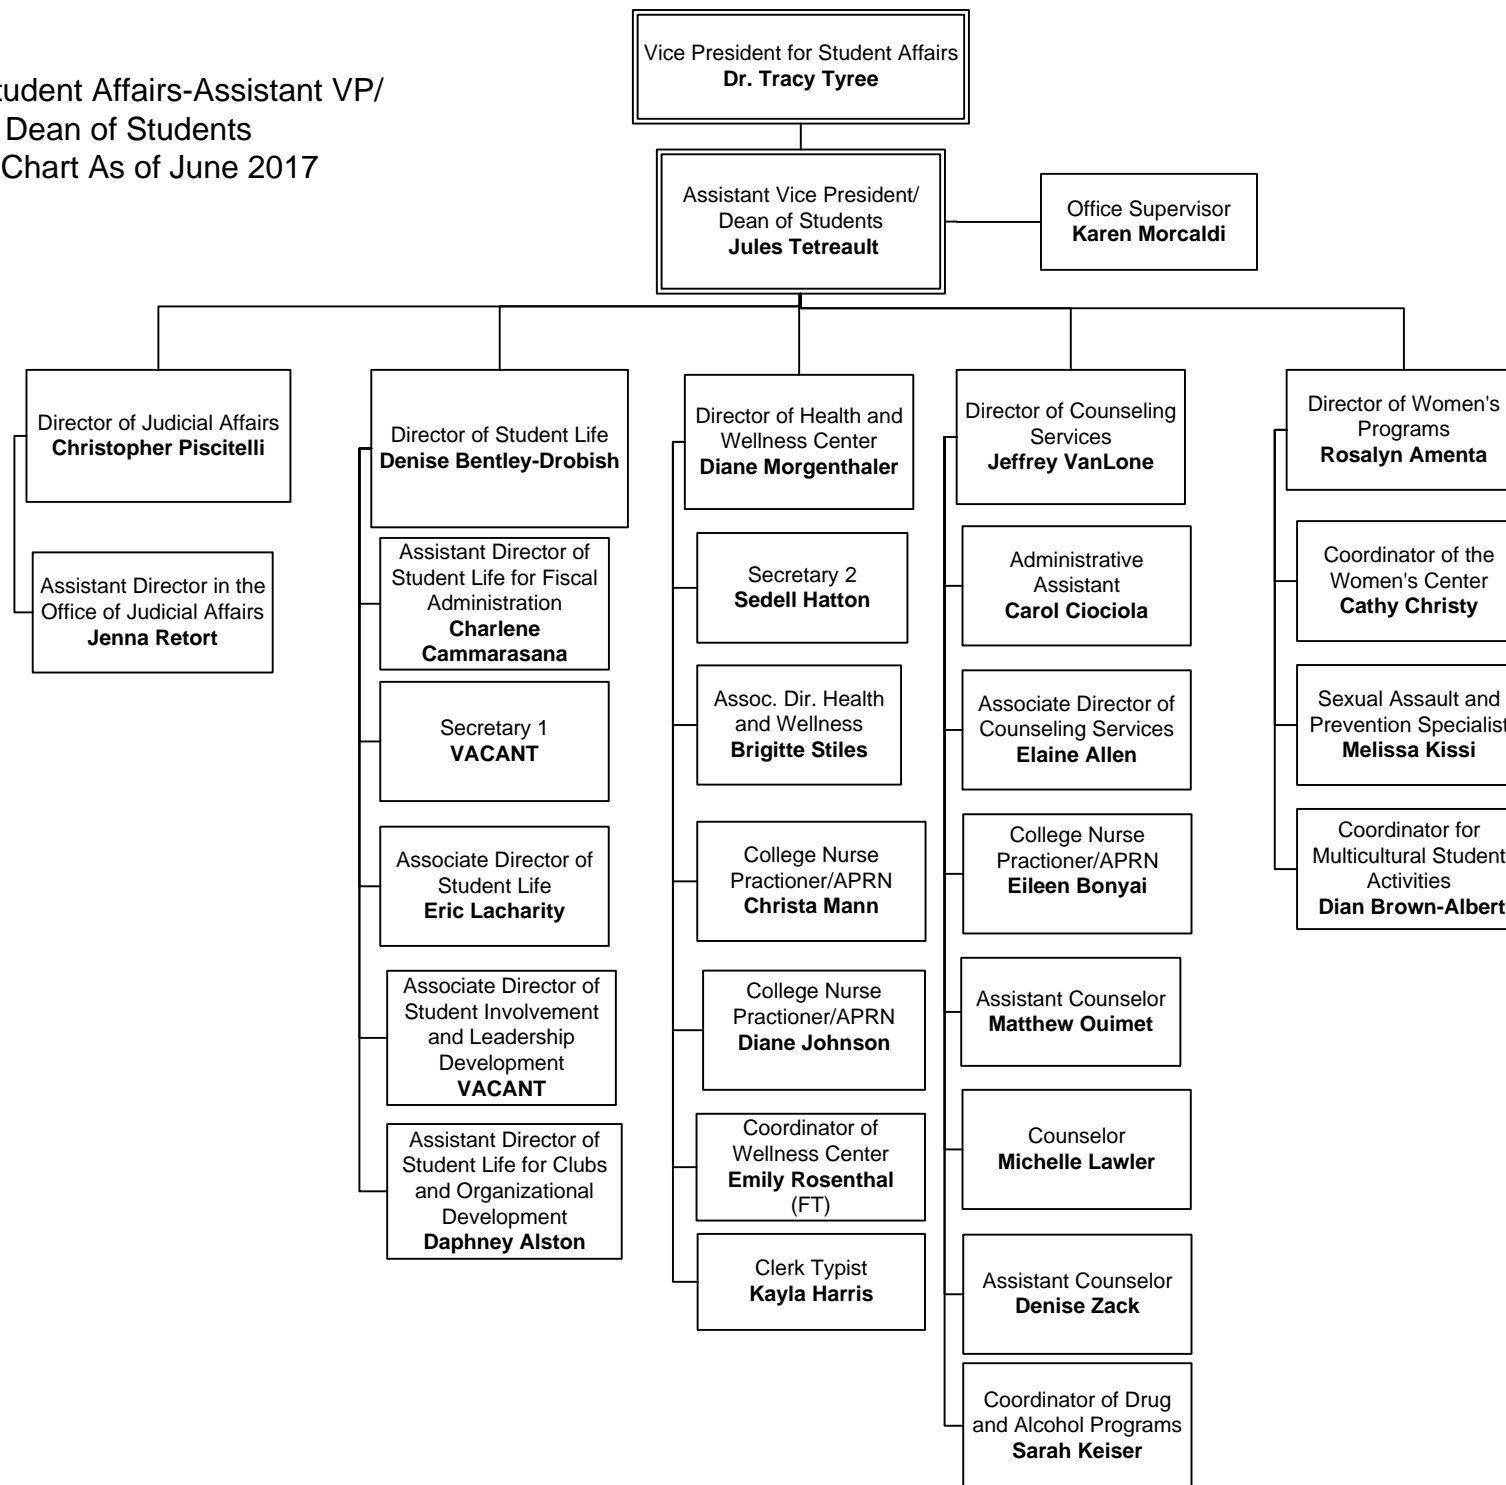 Vice President for Student Affairs
Dr. Tracy Tyree
tudent Affairs-Assistant VP/
Dean of Students
Chart As of June 2017
Assistant Vice President/
Dean of Students
Jules Tetreault
Office Supervisor
Karen Morcaldi
Director of Judicial Affairs
Christopher Piscitelli
Assistant Director in the
Office of Judicial Affairs
Jenna Retort
Director of Student Life
Denise Bentley-Drobish
Assistant Director of
Student Life for Fiscal
Administration
Charlene
Cammarasana
Secretary 1
VACANT
Associate Director of
Student Life
Eric Lacharity
Associate Director of
Student Involvement
and Leadership
Development
VACANT
Assistant Director of
Student Life for Clubs
and Organizational
Development
Daphney Alston
Director of Health and
Wellness Center
Diane Morgenthaler
Secretary 2
Sedell Hatton
Assoc. Dir. Health
and Wellness
Brigitte Stiles
College Nurse
Practioner/APRN
Christa Mann
College Nurse
Practioner/APRN
Diane Johnson
Coordinator of
Wellness Center
Emily Rosenthal
(FT)
Clerk Typist
Kayla Harris
Director of Counseling
Services
Jeffrey VanLone
Administrative
Assistant
Carol Ciociola
Associate Director of
Counseling Services
Elaine Allen
College Nurse
Practioner/APRN
Eileen Bonyai
Assistant Counselor
Matthew Ouimet
Counselor
Michelle Lawler
Assistant Counselor
Denise Zack
Coordinator of Drug
and Alcohol Programs
Sarah Keiser
Director of Women's
Programs
Rosalyn Amenta
Coordinator of the
Women's Center
Cathy Christy
Sexual Assault and
Prevention Specialist
Melissa Kissi
Coordinator for
Multicultural Student
Activities
Dian Brown-Albert